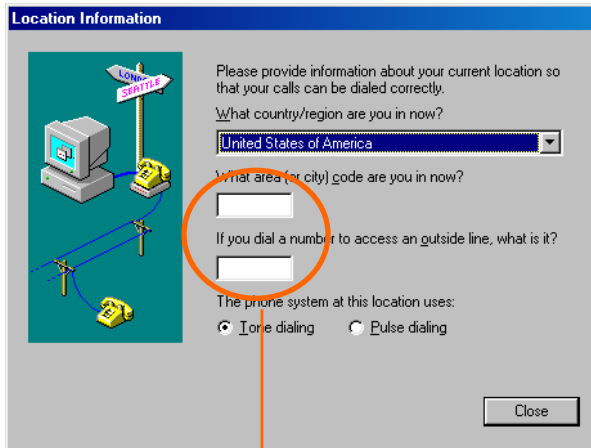 Location Information
LONDO
SEATTLE
Please provide information about your current location so
that your calls can be dialed correctly.
What country/region are you in now?
United States of America
What area (or city) code are you in now?
If you dial a number to access an outside line, what is it?
The phone system at this location uses:
Tone dialing
Pulse dialing
Close